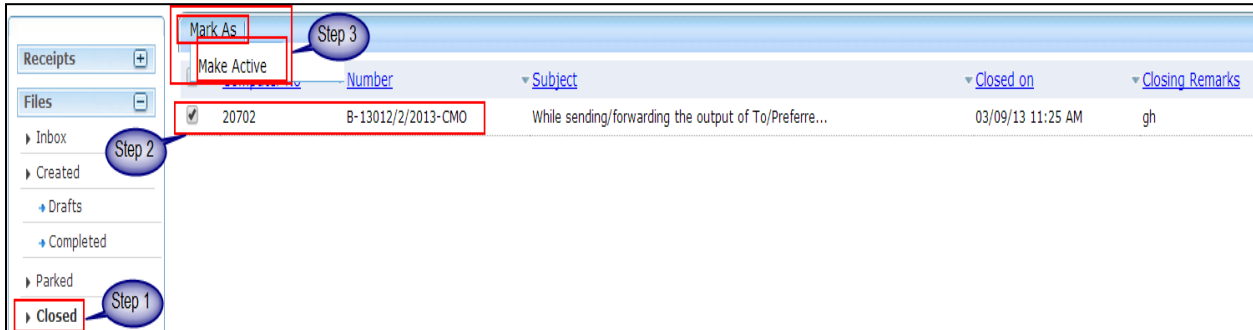 Mark As
Step 3
Make Active
Receipts
Files
Inbox
Created
Drafts
Completed
Parked
Closed
Step 1
Step 2
Number Subject Closed on Closing Remarks
20702 B-13012/2/2013-CMO While sending/forwarding the output of To/Preferre... 03/09/13 11:25 AM gh